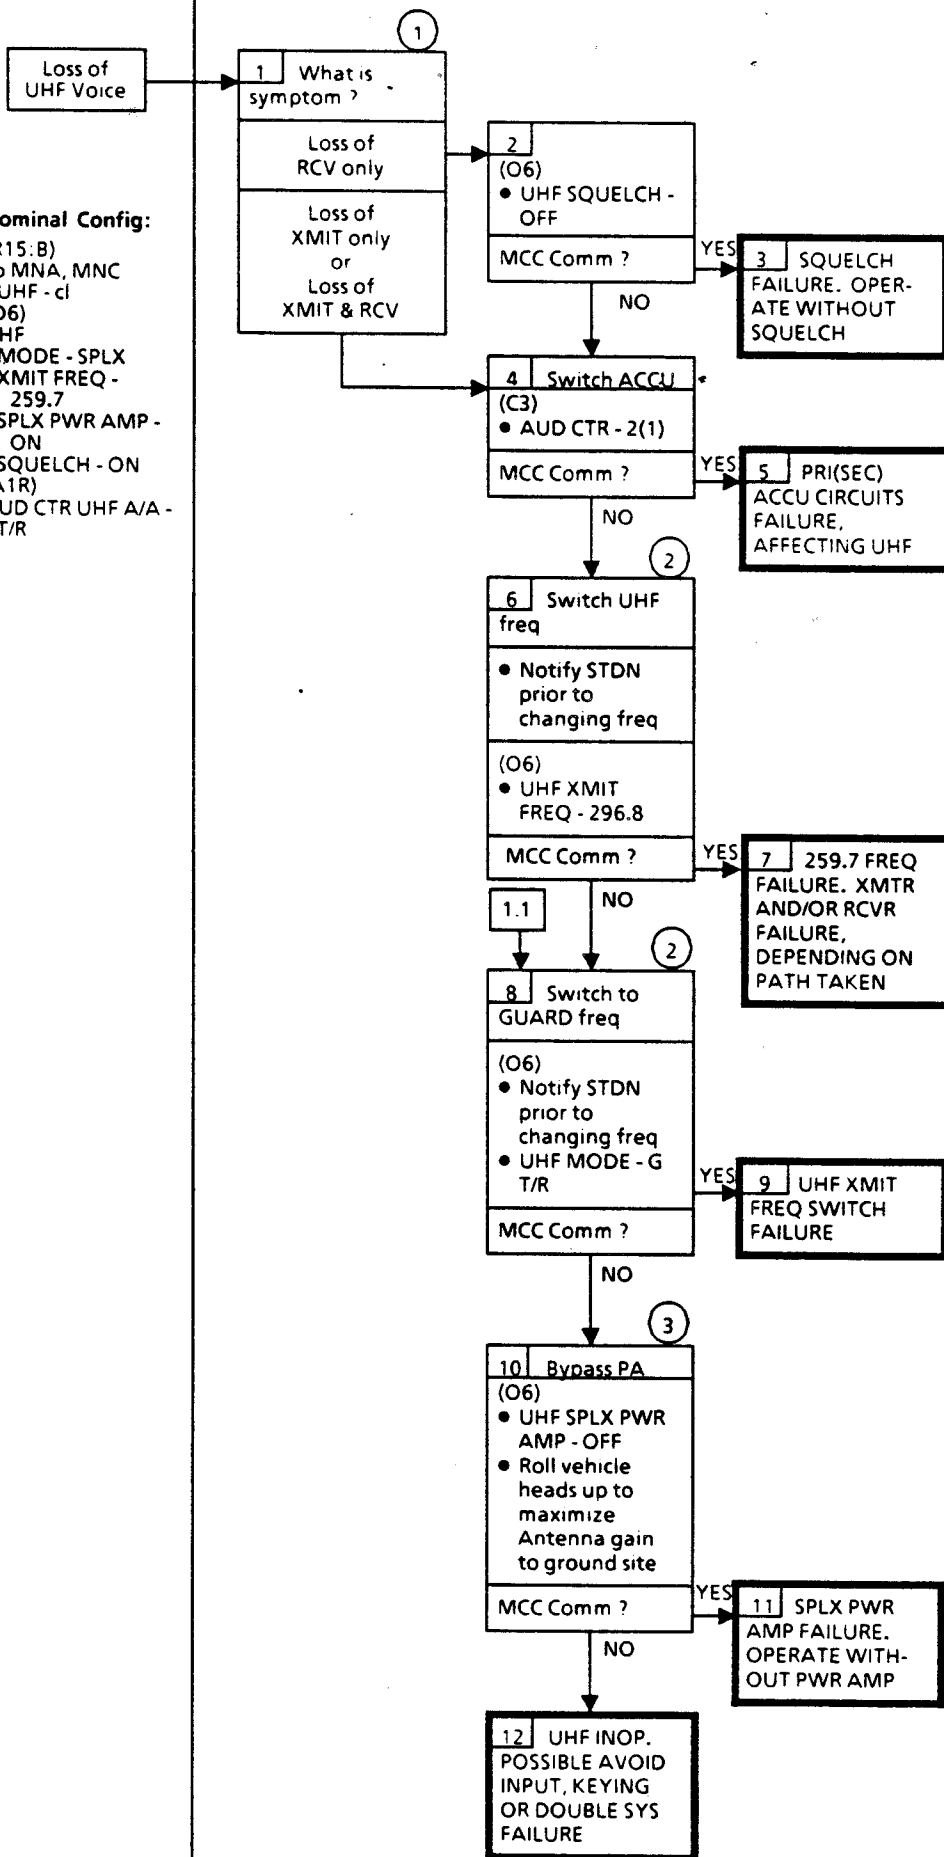 Loss of
UHF Voice
ominal Config:
R15:B)
b MNA, MNC
UHF - cl
O6)
HF
MODE - SPLX
XMIT FREQ -
259.7
SPLX PWR AMP -
ON
SQUELCH - ON
A1R)
UD CTR UHF A/A -
T/R
1
1 What is
symptom ?
Loss of
RCV only
Loss of
XMIT only
or
Loss of
XMIT & RCV
2
(O6)
• UHF SQUELCH -
OFF
MCC Comm ?
YES
NO
3 SQUELCH
FAILURE. OPER-
ATE WITHOUT
SQUELCH
4 Switch ACCU
(C3)
• AUD CTR - 2(1)
MCC Comm ?
YES
NO
5 PRI(SEC)
ACCU CIRCUITS
FAILURE,
AFFECTING UHF
2
6 Switch UHF
freq
• Notify STDN
prior to
changing freq
(O6)
• UHF XMIT
FREQ - 296.8
MCC Comm ?
YES
NO
7 259.7 FREQ
FAILURE. XMTR
AND/OR RCVR
FAILURE,
DEPENDING ON
PATH TAKEN
1.1
2
8 Switch to
GUARD freq
(O6)
• Notify STDN
prior to
changing freq
• UHF MODE - G
T/R
MCC Comm ?
YES
NO
9 UHF XMIT
FREQ SWITCH
FAILURE
3
10 Bypass PA
(O6)
• UHF SPLX PWR
AMP - OFF
• Roll vehicle
heads up to
maximize
Antenna gain
to ground site
MCC Comm ?
YES
NO
11 SPLX PWR
AMP FAILURE.
OPERATE WITH-
OUT PWR AMP
12 UHF INOP.
POSSIBLE AVOID
INPUT, KEYING
OR DOUBLE SYS
FAILURE